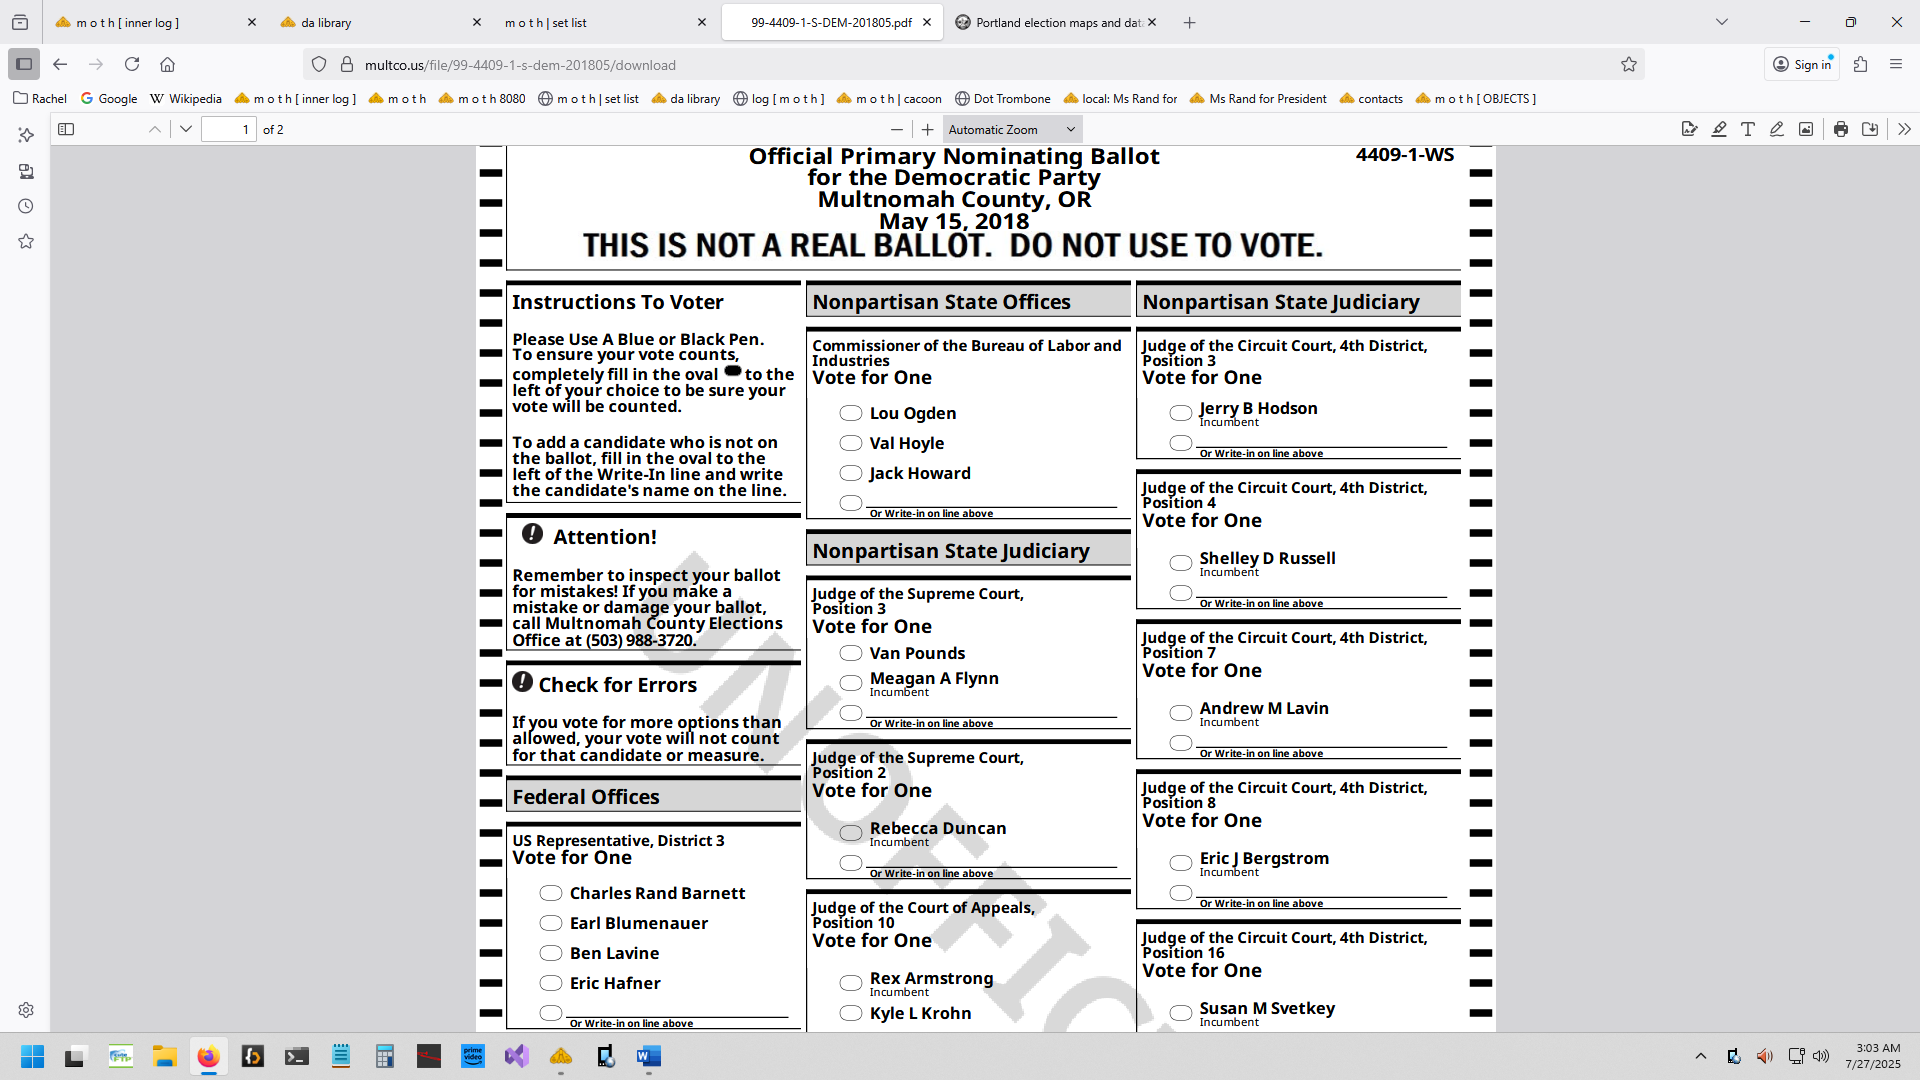 m o t h [ inner log ]
da library
m o t h | set list
99-4409-1-S-DEM-201805.pdf
Portland election maps and dat
multco.us/file/99-4409-1-s-dem-201805/download
Sign in
Rachel
Google
Wikipedia
m o t h [ inner log ]
m o t h
m o t h 8080
m o t h | set list
da library
log [ m o t h ]
m o t h | cacoon
Dot Trombone
local: Ms Rand for
Ms Rand for President
contacts
m o t h [ OBJECTS ]
1 of 2
Automatic Zoom
Official Primary Nominating Ballot
for the Democratic Party
Multnomah County, OR
May 15, 2018
4409-1-WS
THIS IS NOT A REAL BALLOT. DO NOT USE TO VOTE.
Instructions To Voter
Please Use A Blue or Black Pen.
To ensure your vote counts,
completely fill in the oval to the
left of your choice to be sure your
vote will be counted.
To add a candidate who is not on
the ballot, fill in the oval to the
left of the Write-In line and write
the candidate's name on the line.
Attention!
Remember to inspect your ballot
for mistakes! If you make a
mistake or damage your ballot,
call Multnomah County Elections
Office at (503) 988-3720.
Check for Errors
If you vote for more options than
allowed, your vote will not count
for that candidate or measure.
Federal Offices
US Representative, District 3
Vote for One
Charles Rand Barnett
Earl Blumenauer
Ben Lavine
Eric Hafner
Or Write-in on line above
Nonpartisan State Offices
Commissioner of the Bureau of Labor and
Industries
Vote for One
Lou Ogden
Val Hoyle
Jack Howard
Or Write-in on line above
Nonpartisan State Judiciary
Judge of the Supreme Court,
Position 3
Vote for One
Van Pounds
Meagan A Flynn
Incumbent
Or Write-in on line above
Judge of the Supreme Court,
Position 2
Vote for One
Rebecca Duncan
Incumbent
Or Write-in on line above
Judge of the Court of Appeals,
Position 10
Vote for One
Rex Armstrong
Incumbent
Kyle L Krohn
Nonpartisan State Judiciary
Judge of the Circuit Court, 4th District,
Position 3
Vote for One
Jerry B Hodson
Incumbent
Or Write-in on line above
Judge of the Circuit Court, 4th District,
Position 4
Vote for One
Shelley D Russell
Incumbent
Or Write-in on line above
Judge of the Circuit Court, 4th District,
Position 7
Vote for One
Andrew M Lavin
Incumbent
Or Write-in on line above
Judge of the Circuit Court, 4th District,
Position 8
Vote for One
Eric J Bergstrom
Incumbent
Or Write-in on line above
Judge of the Circuit Court, 4th District,
Position 16
Vote for One
Susan M Svetkey
Incumbent
UNOFFIC
3:03 AM
7/27/2025